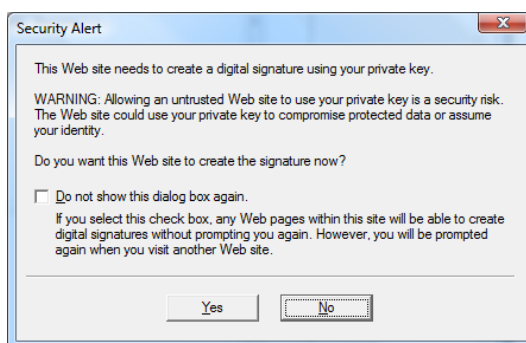 Security Alert
This Web site needs to create a digital signature using your private key.
WARNING: Allowing an untrusted Web site to use your private key is a security risk.
The Web site could use your private key to compromise protected data or assume
your identity.
Do you want this Web site to create the signature now?
Do not show this dialog box again.
If you select this check box, any Web pages within this site will be able to create
digital signatures without prompting you again. However, you will be prompted
again when you visit another Web site.
Yes No